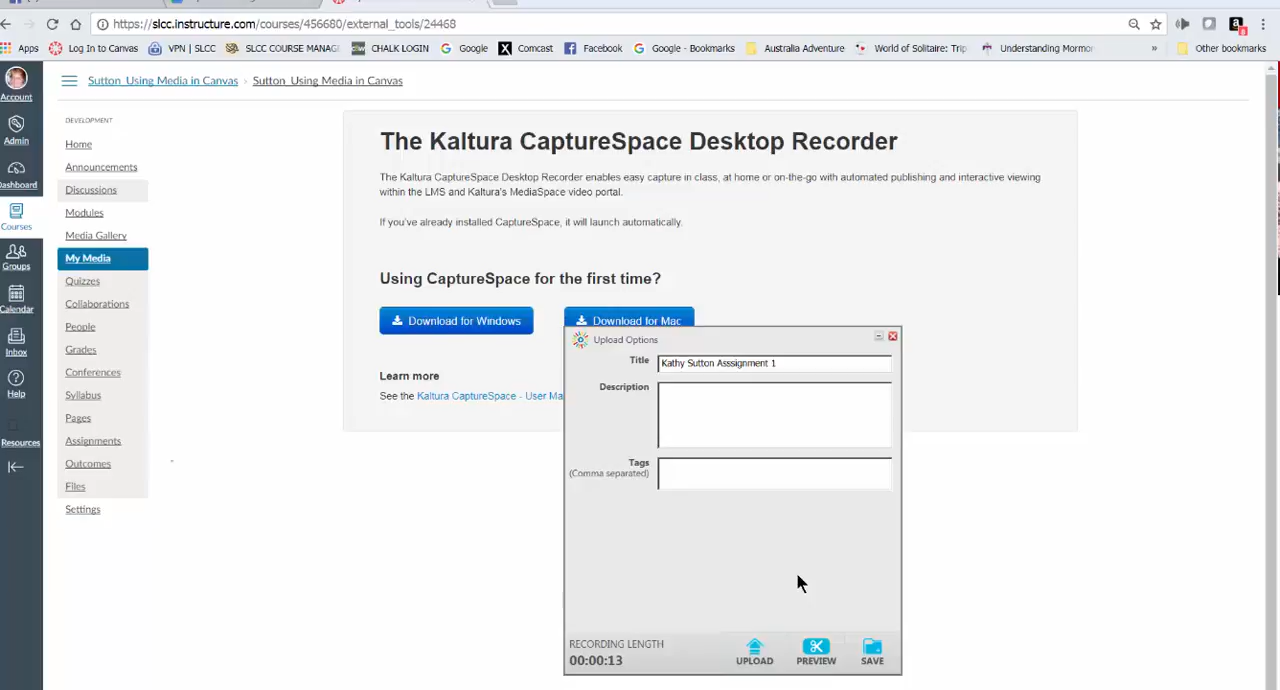 https://slcc.instructure.com/courses/456680/external_tools/24468
Apps
Log In to Canvas
VPN | SLCC
SLCC COURSE MANAG
CHALK LOGIN
Google
Comcast
Facebook
Google - Bookmarks
Australia Adventure
World of Solitaire: Trip
Understanding Mormon
»
Other bookmarks
Account
Admin
Dashboard
Courses
Groups
Calendar
Inbox
Help
Resources
Sutton_Using Media in Canvas › Sutton_Using Media in Canvas
DEVELOPMENT
Home
Announcements
Discussions
Modules
Media Gallery
My Media
Quizzes
Collaborations
People
Grades
Conferences
Syllabus
Pages
Assignments
Outcomes
Files
Settings
The Kaltura CaptureSpace Desktop Recorder
The Kaltura CaptureSpace Desktop Recorder enables easy capture in class, at home or on-the-go with automated publishing and interactive viewing
within the LMS and Kaltura's MediaSpace video portal.
If you've already installed CaptureSpace, it will launch automatically.
Using CaptureSpace for the first time?
Download for Windows
Download for Mac
Learn more
See the Kaltura CaptureSpace - User Ma
Upload Options
Title
Kathy Sutton Asssignment 1
Description
Tags
(Comma separated)
RECORDING LENGTH
00:00:13
UPLOAD
PREVIEW
SAVE